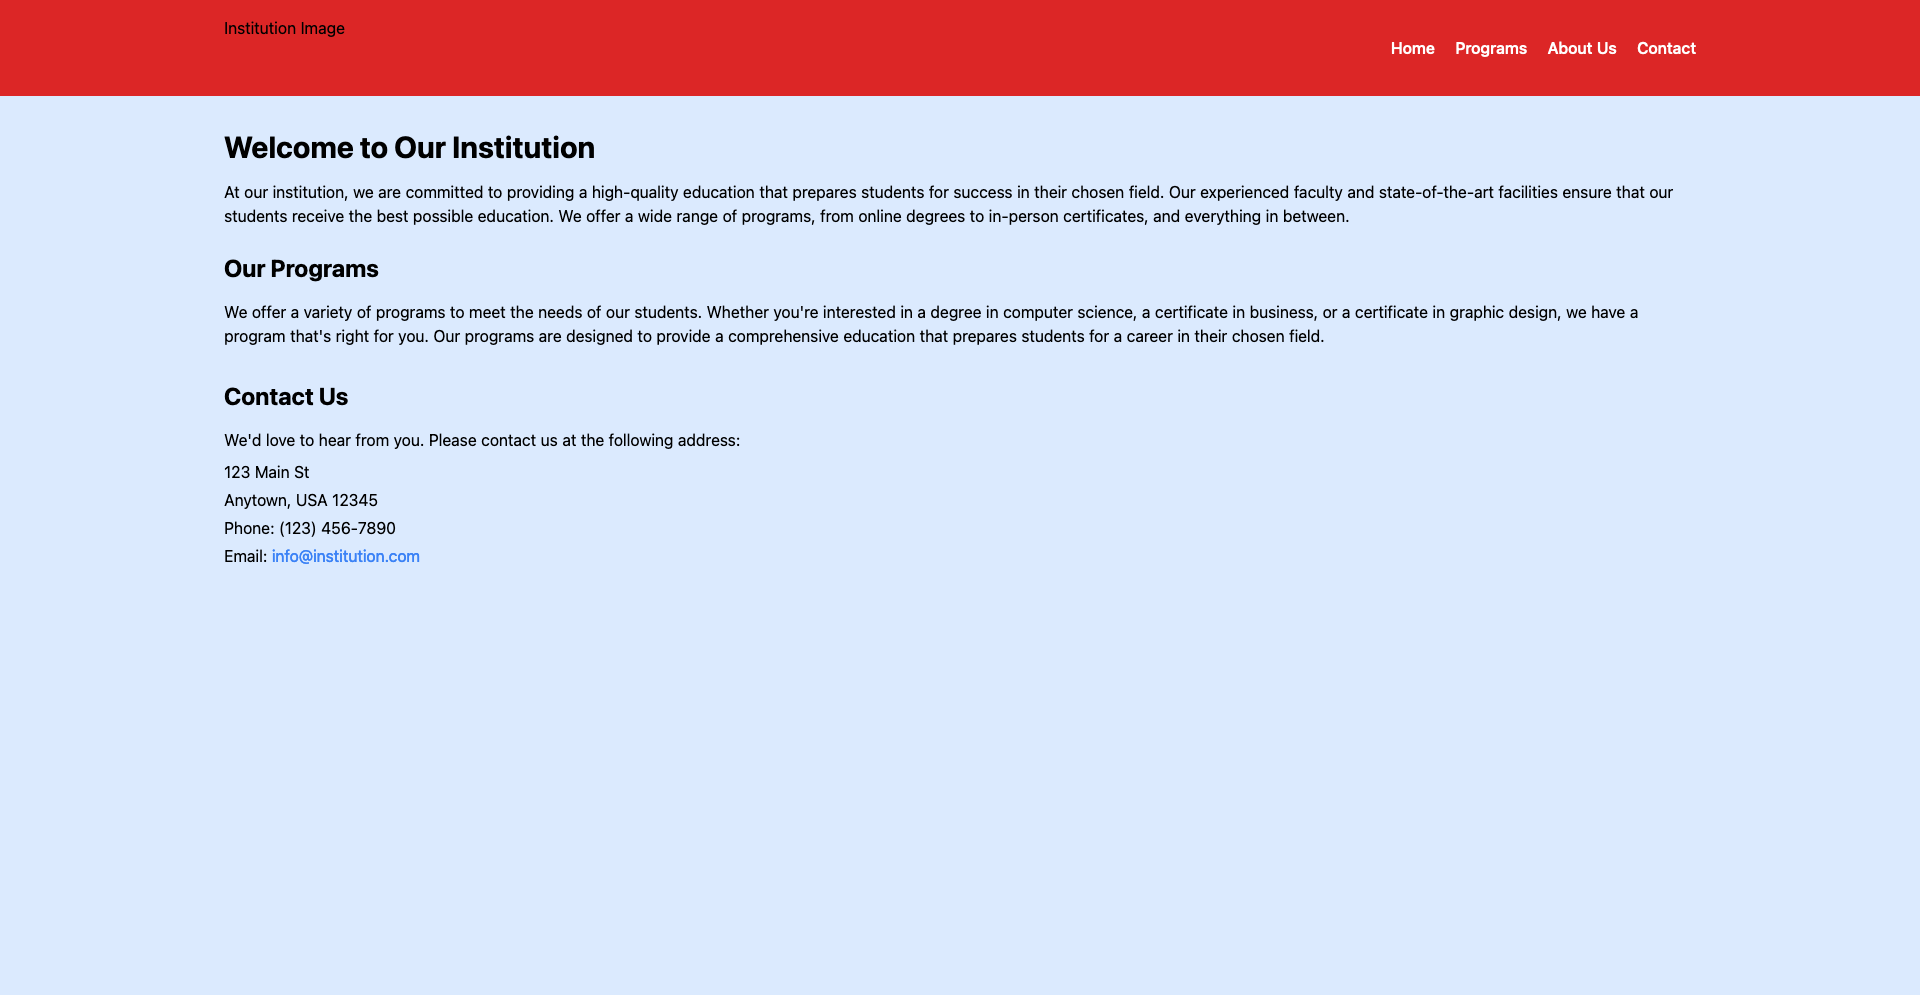 Institution Image
Home Programs About Us Contact
Welcome to Our Institution
At our institution, we are committed to providing a high-quality education that prepares students for success in their chosen field. Our experienced faculty and state-of-the-art facilities ensure that our
students receive the best possible education. We offer a wide range of programs, from online degrees to in-person certificates, and everything in between.
Our Programs
We offer a variety of programs to meet the needs of our students. Whether you're interested in a degree in computer science, a certificate in business, or a certificate in graphic design, we have a
program that's right for you. Our programs are designed to provide a comprehensive education that prepares students for a career in their chosen field.
Contact Us
We'd love to hear from you. Please contact us at the following address:
123 Main St
Anytown, USA 12345
Phone: (123) 456-7890
Email: info@institution.com